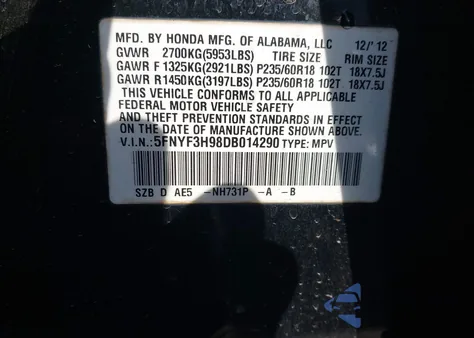 MFD. BY HONDA MFG. OF ALABAMA, LLC 12/'12
GVWR 2700KG(5953LBS) TIRE SIZE RIM SIZE
GAWR F 1325KG(2921LBS) P235/60R18 102T 18X7.5J
GAWR R 1450KG(3197LBS) P235/60R18 102T 18X7.5J
THIS VEHICLE CONFORMS TO ALL APPLICABLE
FEDERAL MOTOR VEHICLE SAFETY
AND THEFT PREVENTION STANDARDS IN EFFECT
ON THE DATE OF MANUFACTURE SHOWN ABOVE.
V.I.N.: 5FNYF3H98DB014290 TYPE: MPV
SZB D AE5 -NH731P -A -B